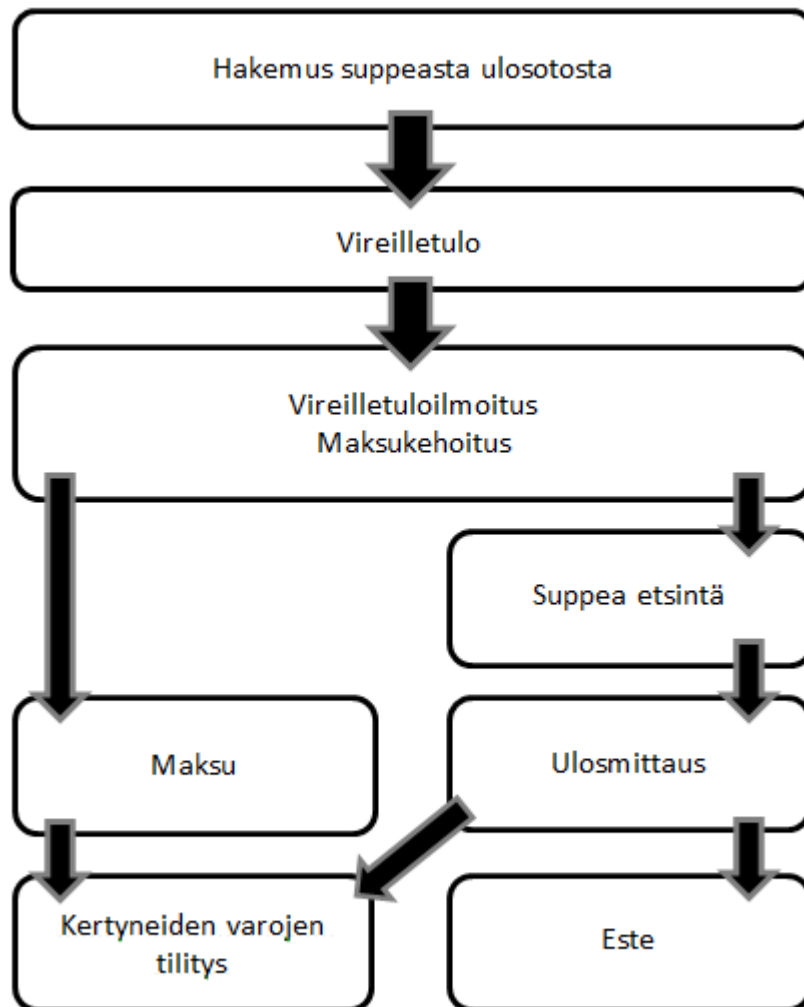 Hakemus suppeasta ulosotosta
Vireilletulo
Vireilletuloilmoitus
Maksukehoitus
Suppea etsintä
Maksu
Ulosmittaus
Kertyneiden varojen
tilitys
Este